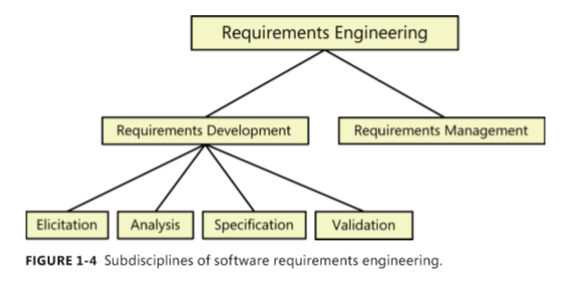 Requirements Engineering
Requirements Development
Requirements Management
Elicitation
Analysis
Specification
Validation
FIGURE 1-4 Subdisciplines of software requirements engineering.